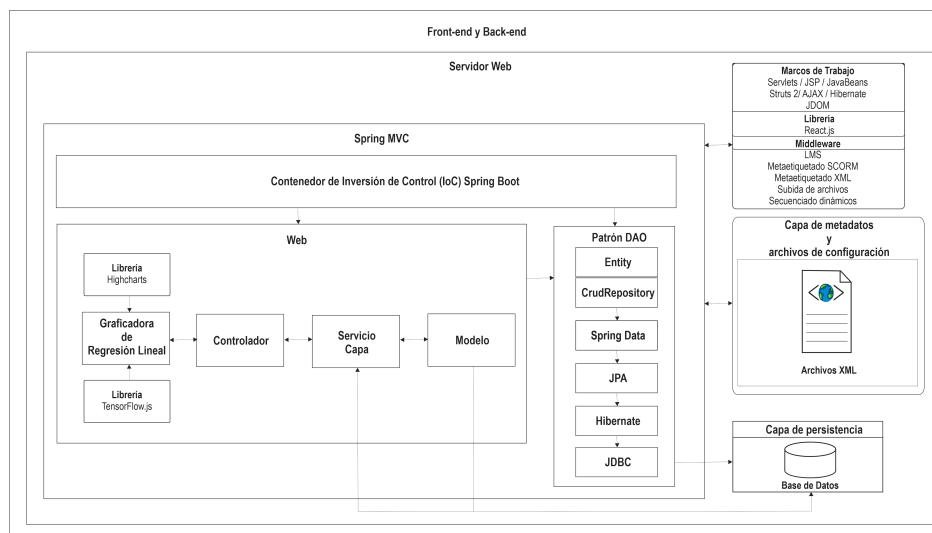 Front-end y Back-end
Servidor Web
Marcos de Trabajo
Servlets / JSP / JavaBeans
Struts 2/ AJAX / Hibernate
JDOM
Libreria
React.js
Middleware
LMS
Metaetiquetado SCORM
Metaetiquetado XML
Subida de archivos
Secuenciado dinámicos
Spring MVC
Contenedor de Inversión de Control (IoC) Spring Boot
Web
Libreria
Highcharts
Graficadora
de
Regresión Lineal
Libreria
TensorFlow.js
Controlador
Servicio
Capa
Modelo
Patrón DAO
Entity
CrudRepository
Spring Data
JPA
Hibernate
JDBC
Capa de metadatos
y
archivos de configuración
Archivos XML
Capa de persistencia
Base de Datos